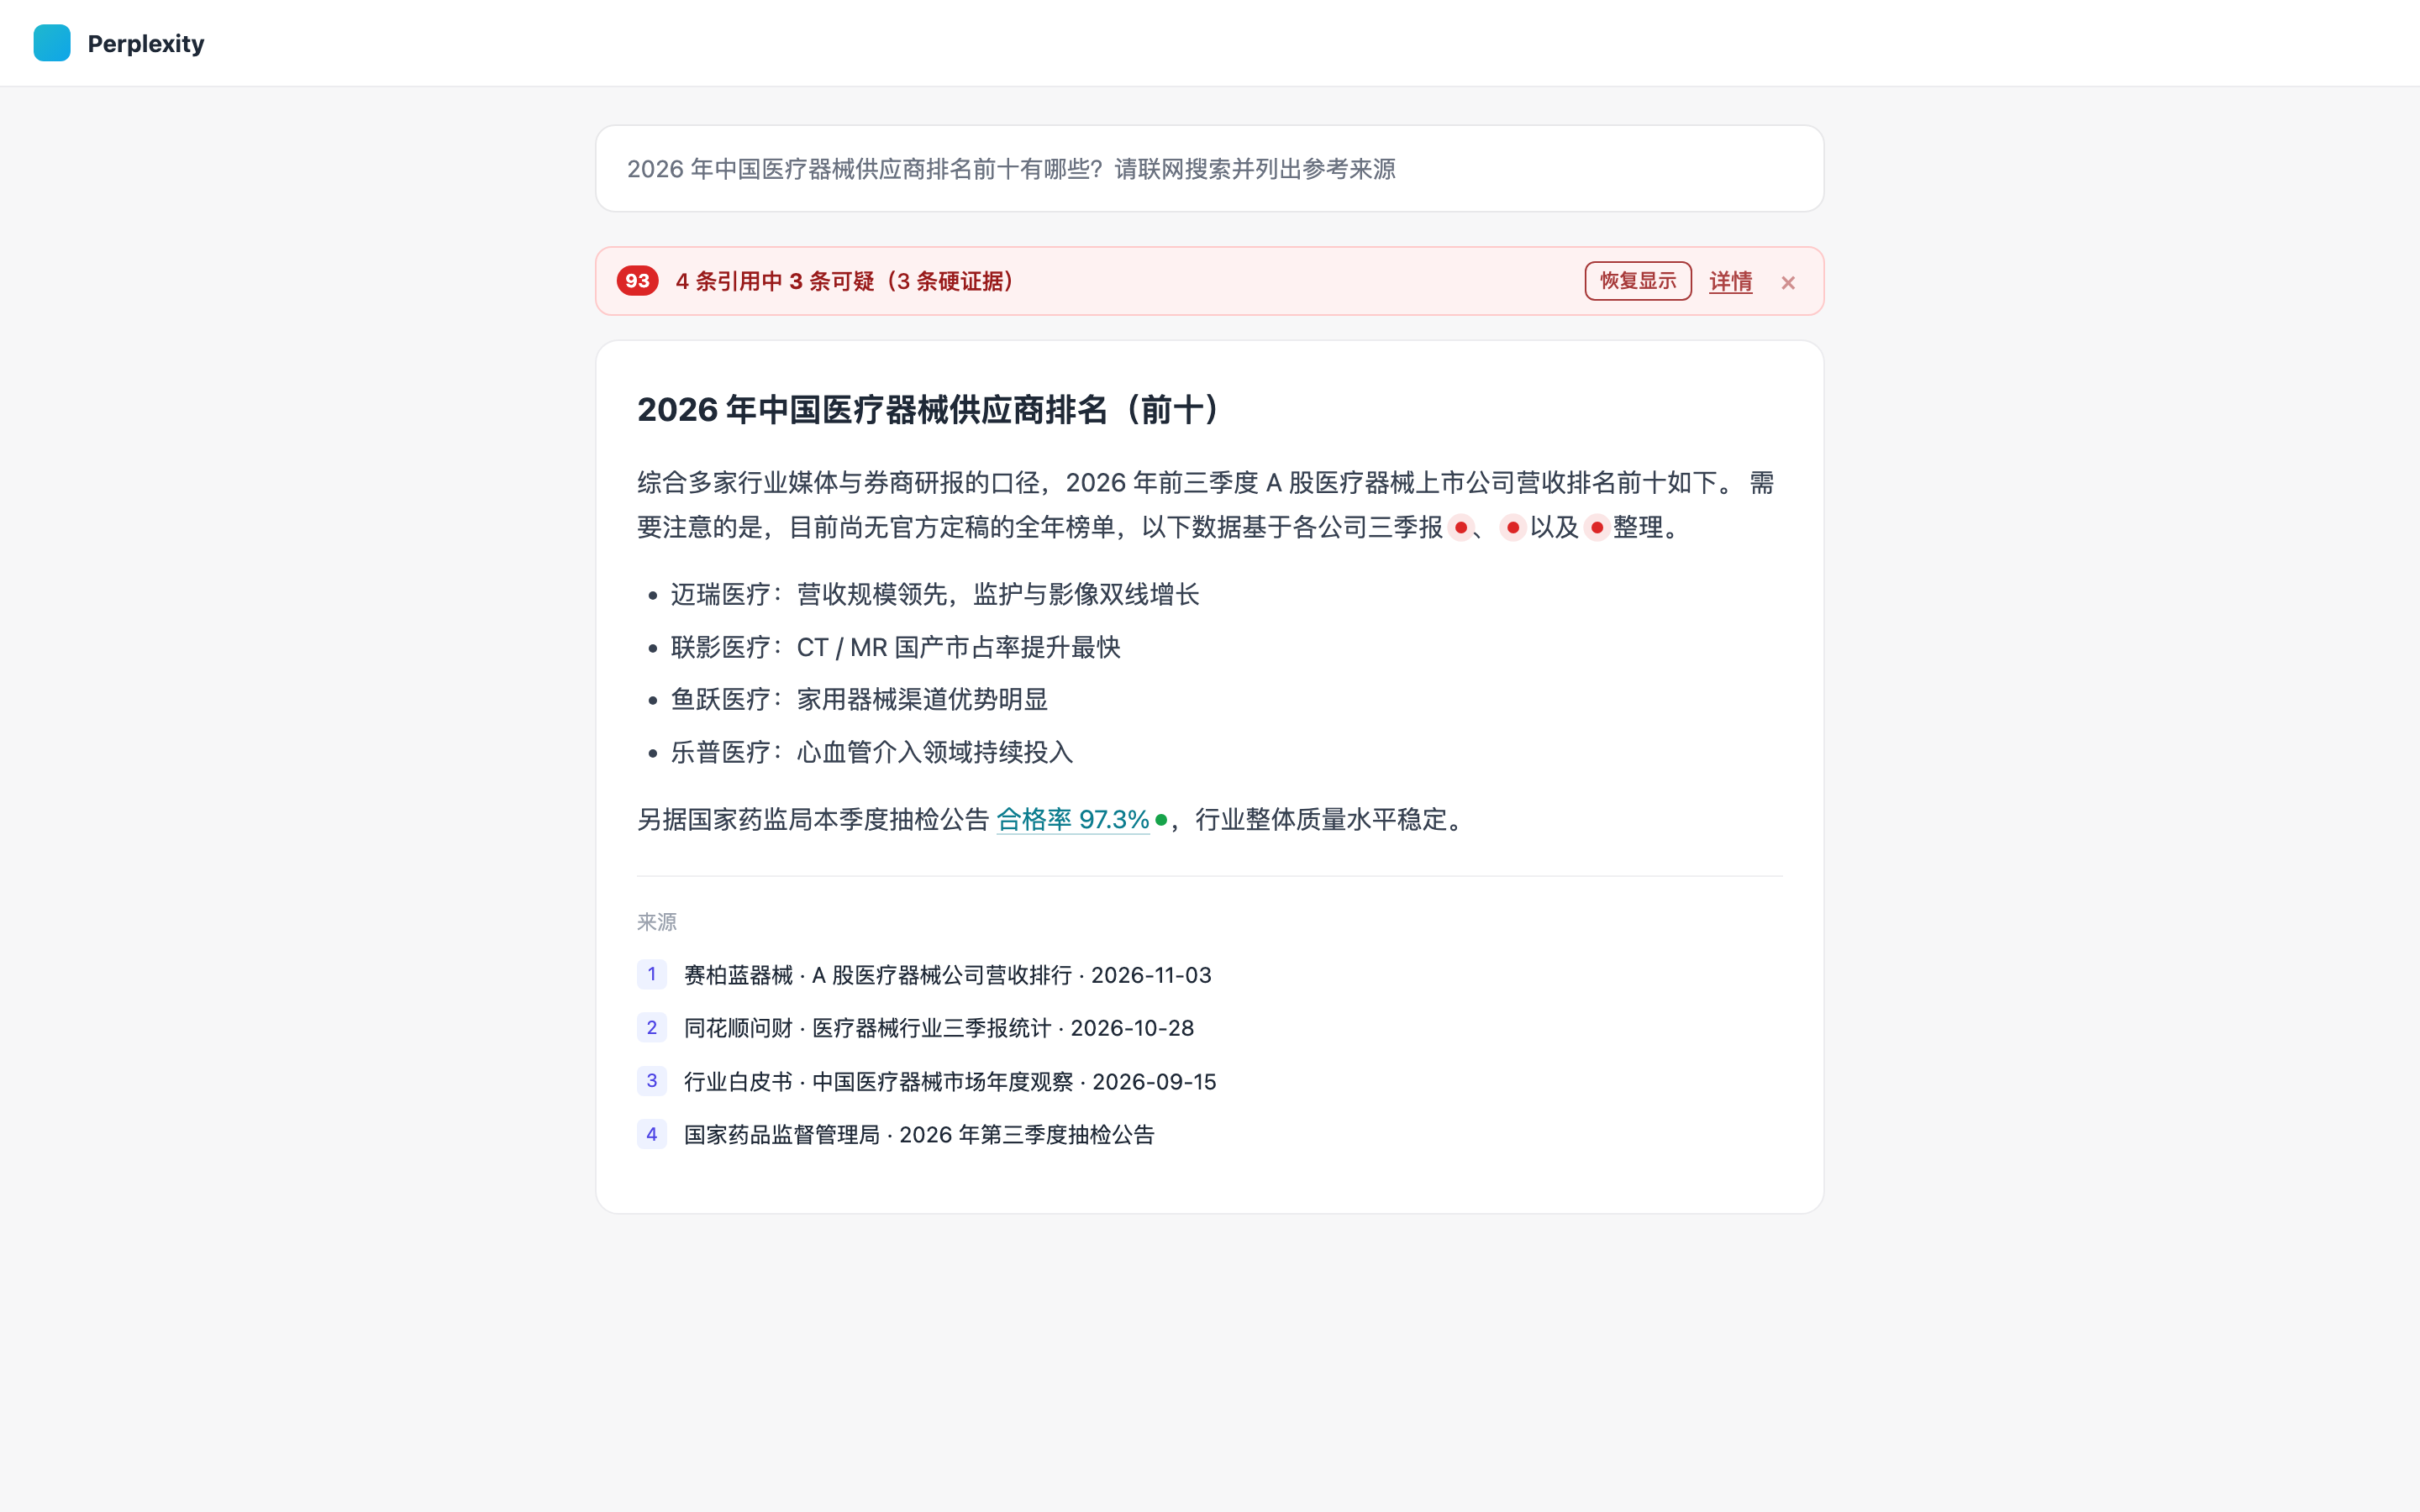 Perplexity
2026 年中国医疗器械供应商排名前十有哪些？请联网搜索并列出参考来源
93 4 条引用中 3 条可疑（3 条硬证据） 恢复显示 详情 ×
2026 年中国医疗器械供应商排名（前十）
综合多家行业媒体与券商研报的口径，2026 年前三季度 A 股医疗器械上市公司营收排名前十如下。 需
要注意的是，目前尚无官方定稿的全年榜单，以下数据基于各公司三季报、以及整理。
• 迈瑞医疗：营收规模领先，监护与影像双线增长
• 联影医疗：CT / MR 国产市占率提升最快
• 鱼跃医疗：家用器械渠道优势明显
• 乐普医疗：心血管介入领域持续投入
另据国家药监局本季度抽检公告 合格率 97.3%，行业整体质量水平稳定。
来源
1 赛柏蓝器械 · A 股医疗器械公司营收排行 · 2026-11-03
2 同花顺问财 · 医疗器械行业三季报统计 · 2026-10-28
3 行业白皮书 · 中国医疗器械市场年度观察 · 2026-09-15
4 国家药品监督管理局 · 2026 年第三季度抽检公告